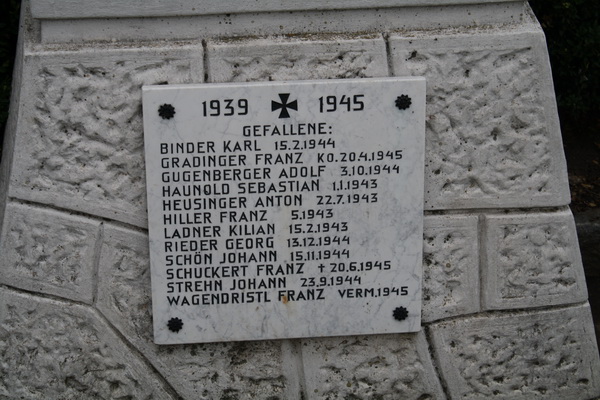 1939 1945
GEFALLENE:
BINDER KARL 15.2.1944
GRADINGER FRANZ KO.20.4.1945
GUGENBERGER ADOLF 3.10.1944
HAUNOLD SEBASTIAN 1.1.1943
HEUSINGER ANTON 22.7.1943
HILLER FRANZ 5.1943
LADNER KILIAN 15.2.1943
RIEDER GEORG 13.12.1944
SCHÖN JOHANN 15.11.1944
SCHUCKERT FRANZ † 20.6.1945
STREHN JOHANN 23.9.1944
WAGENDRISTL FRANZ VERM.1945